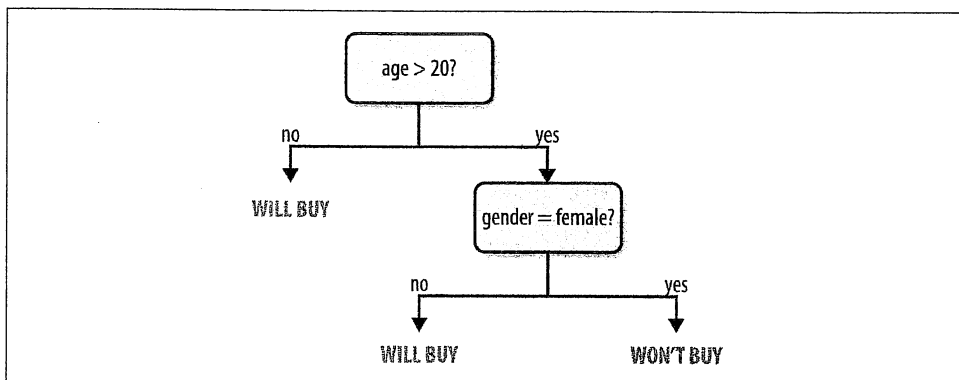 age > 20?
no
yes
WILL BUY
gender = female?
no
yes
WILL BUY
WON'T BUY